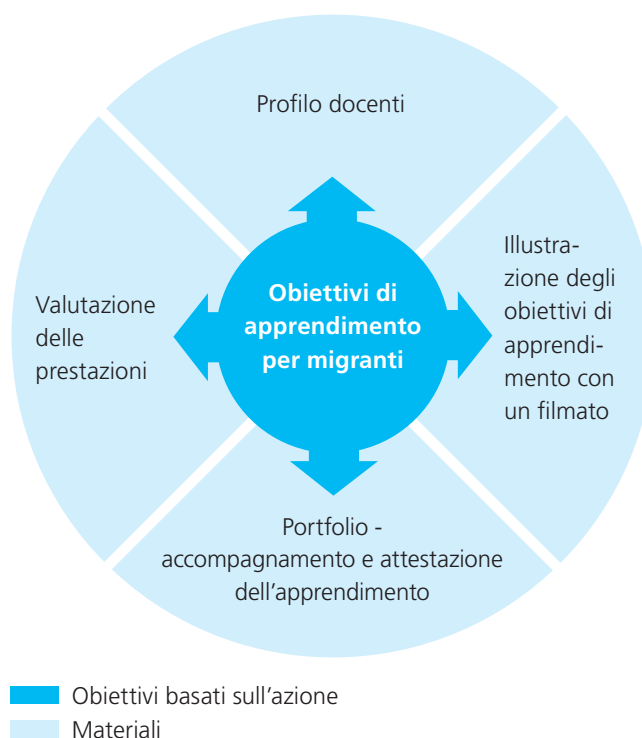 Profilo docenti
Obiettivi di
apprendimento
per migranti
Illustra-
zione degli
obiettivi di
apprendi-
mento con
un filmato
Valutazione
delle
prestazioni
Portfolio -
accompagnamento e attestazione
dell'apprendimento
Obiettivi basati sull'azione
Materiali